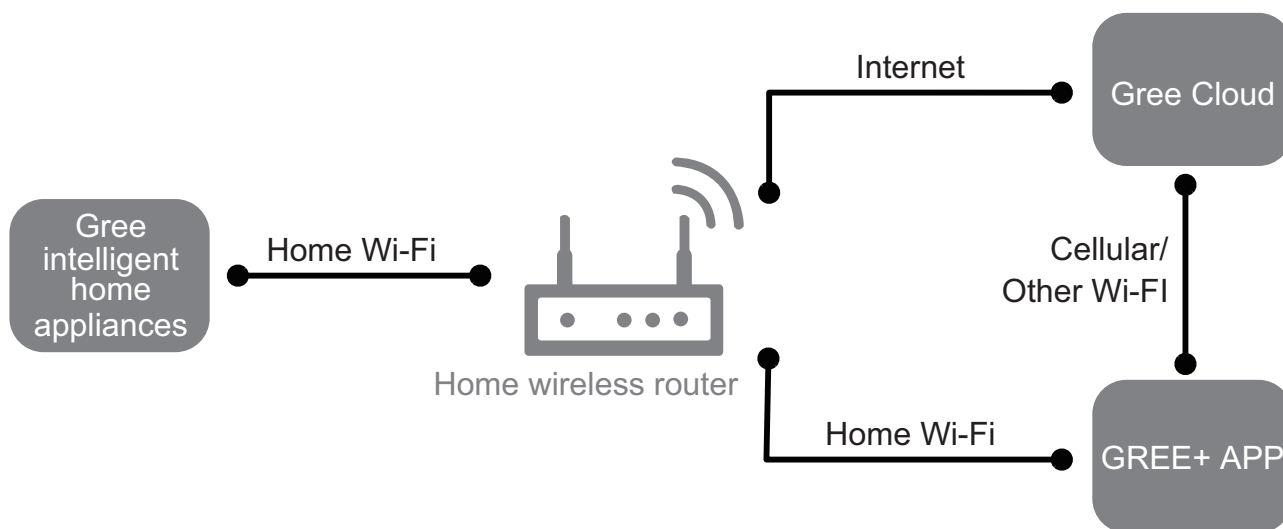 Internet
Gree Cloud
Gree
intelligent
home
appliances
Home Wi-Fi
Cellular/
Other Wi-FI
Home wireless router
Home Wi-Fi
GREE+ APP